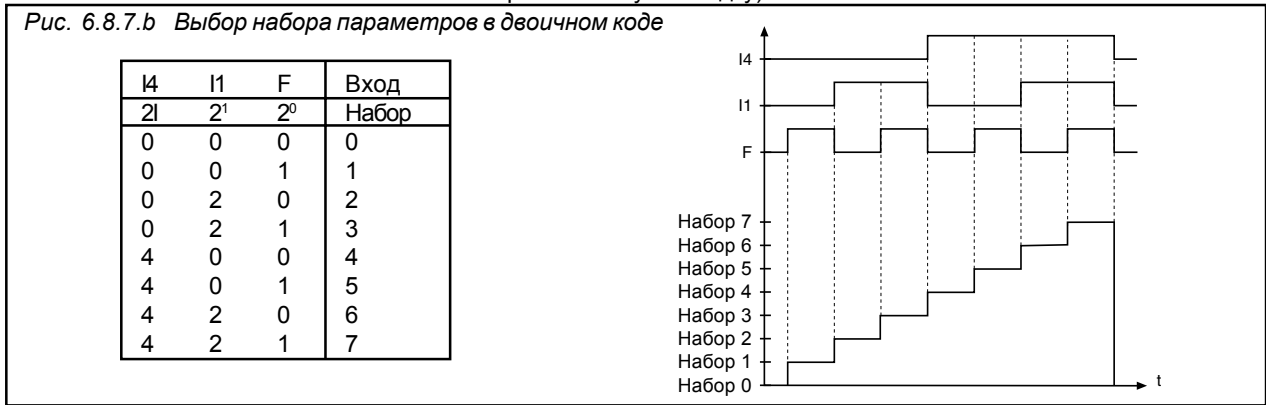 Рис. 6.8.7.b Выбор набора параметров в двоичном коде
I4 I1 F Вход
2I 2¹ 2⁰ Набор
0 0 0 0
0 0 1 1
0 2 0 2
0 2 1 3
4 0 0 4
4 0 1 5
4 2 0 6
4 2 1 7
I4
I1
F
Набор 7
Набор 6
Набор 5
Набор 4
Набор 3
Набор 2
Набор 1
Набор 0
t